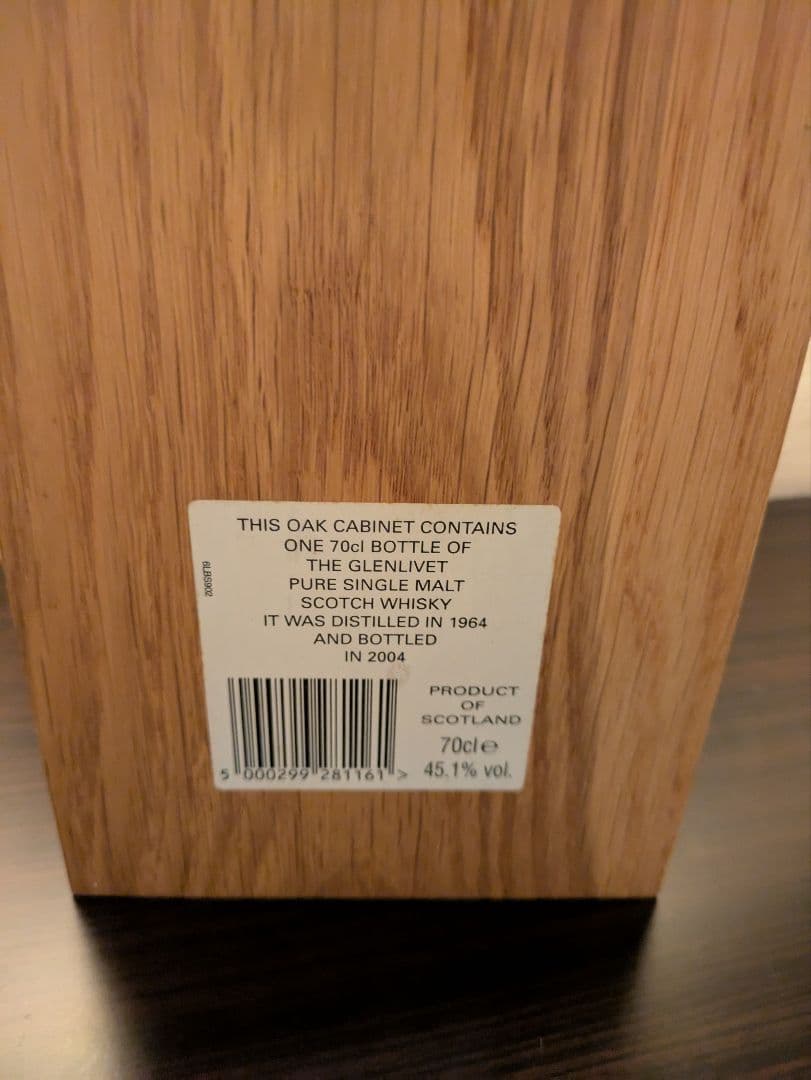 THIS OAK CABINET CONTAINS
ONE 70cl BOTTLE OF
THE GLENLIVET
PURE SINGLE MALT
SCOTCH WHISKY
IT WAS DISTILLED IN 1964
AND BOTTLED
IN 2004
6LBS902
PRODUCT
OF
SCOTLAND
70cl e
45.1% vol.
5 000299 281161 >